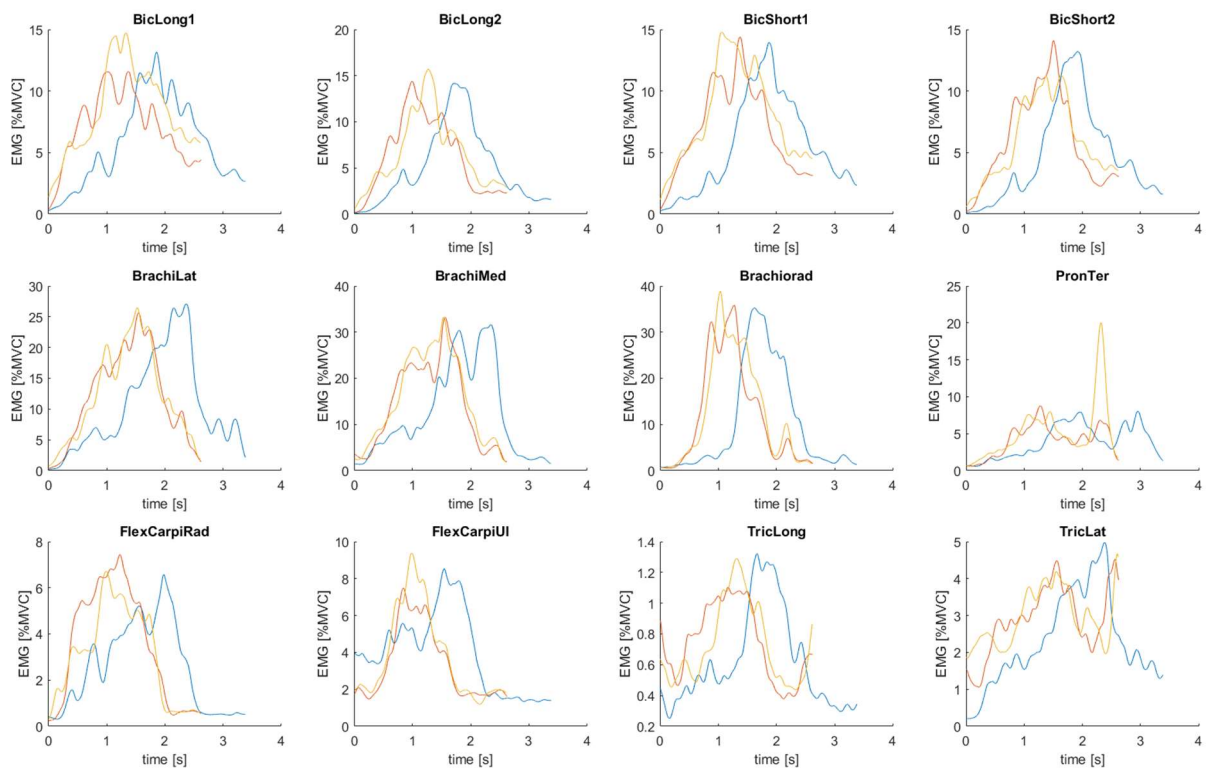 BicLong1
BicLong2
BicShort1
BicShort2
15
20
15
15
EMG [%MVC]
EMG [%MVC]
EMG [%MVC]
EMG [%MVC]
10
15
10
10
5
10
5
5
0
5
0
0
0
0 1 2 3 4
0 1 2 3 4
0 1 2 3 4
0 1 2 3 4
time [s]
time [s]
time [s]
time [s]
BrachiLat
BrachiMed
Brachiorad
PronTer
30
40
40
25
EMG [%MVC]
EMG [%MVC]
EMG [%MVC]
EMG [%MVC]
25
30
30
20
20
20
20
15
15
10
10
10
10
0
0
5
5
0
0
0 1 2 3 4
0 1 2 3 4
0 1 2 3 4
0 1 2 3 4
time [s]
time [s]
time [s]
time [s]
FlexCarpiRad
FlexCarpiUl
TricLong
TricLat
8
10
1.4
5
EMG [%MVC]
EMG [%MVC]
EMG [%MVC]
EMG [%MVC]
6
8
1.2
4
4
6
1
3
2
4
0.8
2
0
2
0.6
1
0
0.4
0
0.2
0 1 2 3 4
0 1 2 3 4
0 1 2 3 4
0 1 2 3 4
time [s]
time [s]
time [s]
time [s]